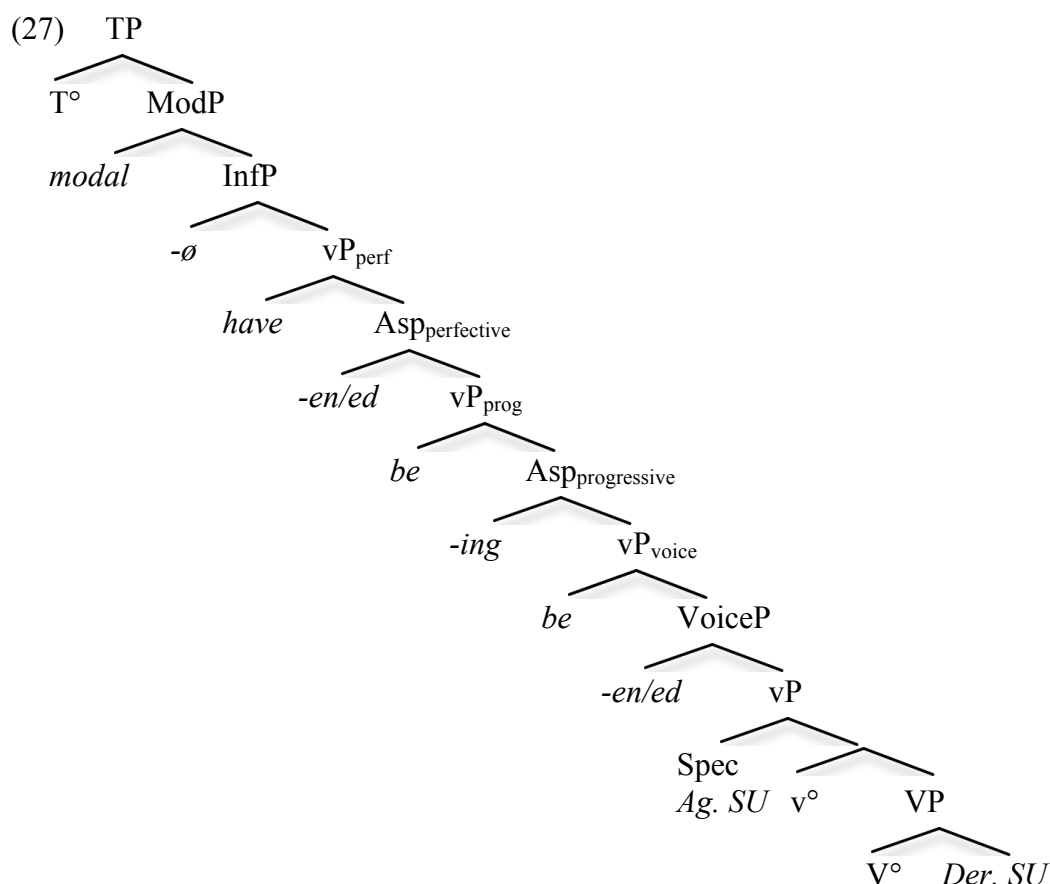 (27) TP
T° ModP
modal InfP
-ø vPperf
have Aspperfective
-en/ed vPprog
be Aspprogressive
-ing vPvoice
be VoiceP
-en/ed vP
Spec
Ag. SU v° VP
V° Der. SU